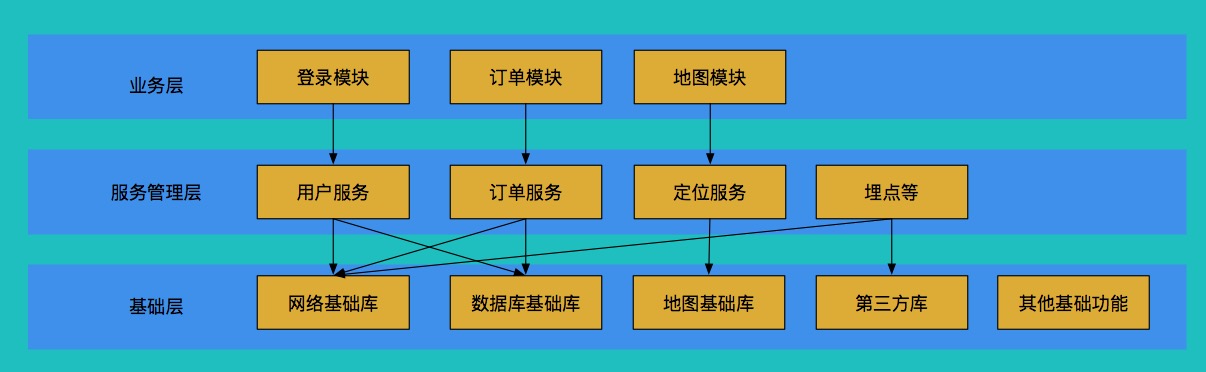 业务层
登录模块
订单模块
地图模块
服务管理层
用户服务
订单服务
定位服务
埋点等
基础层
网络基础库
数据库基础库
地图基础库
第三方库
其他基础功能